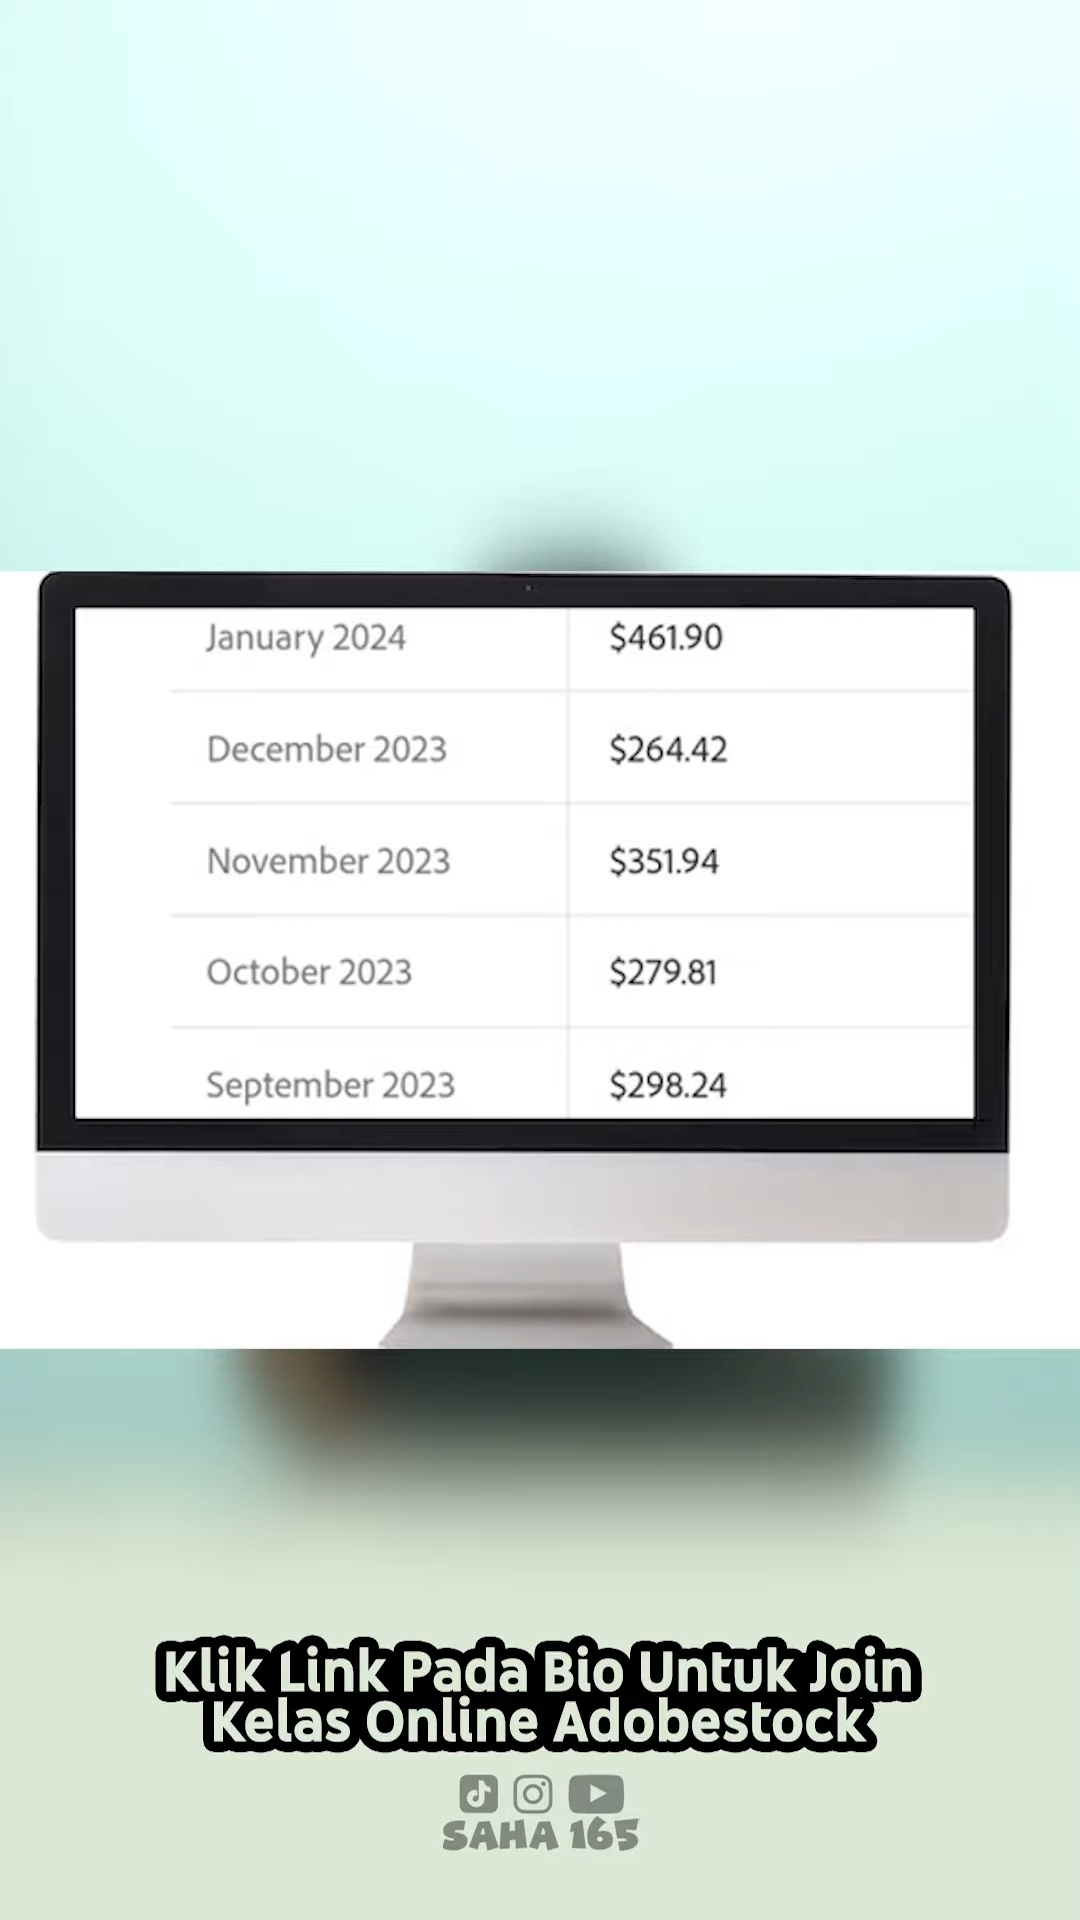 January 2024 $461.90
December 2023 $264.42
November 2023 $351.94
October 2023 $279.81
September 2023 $298.24
Klik Link Pada Bio Untuk Join
Kelas Online Adobestock
SAHA 165